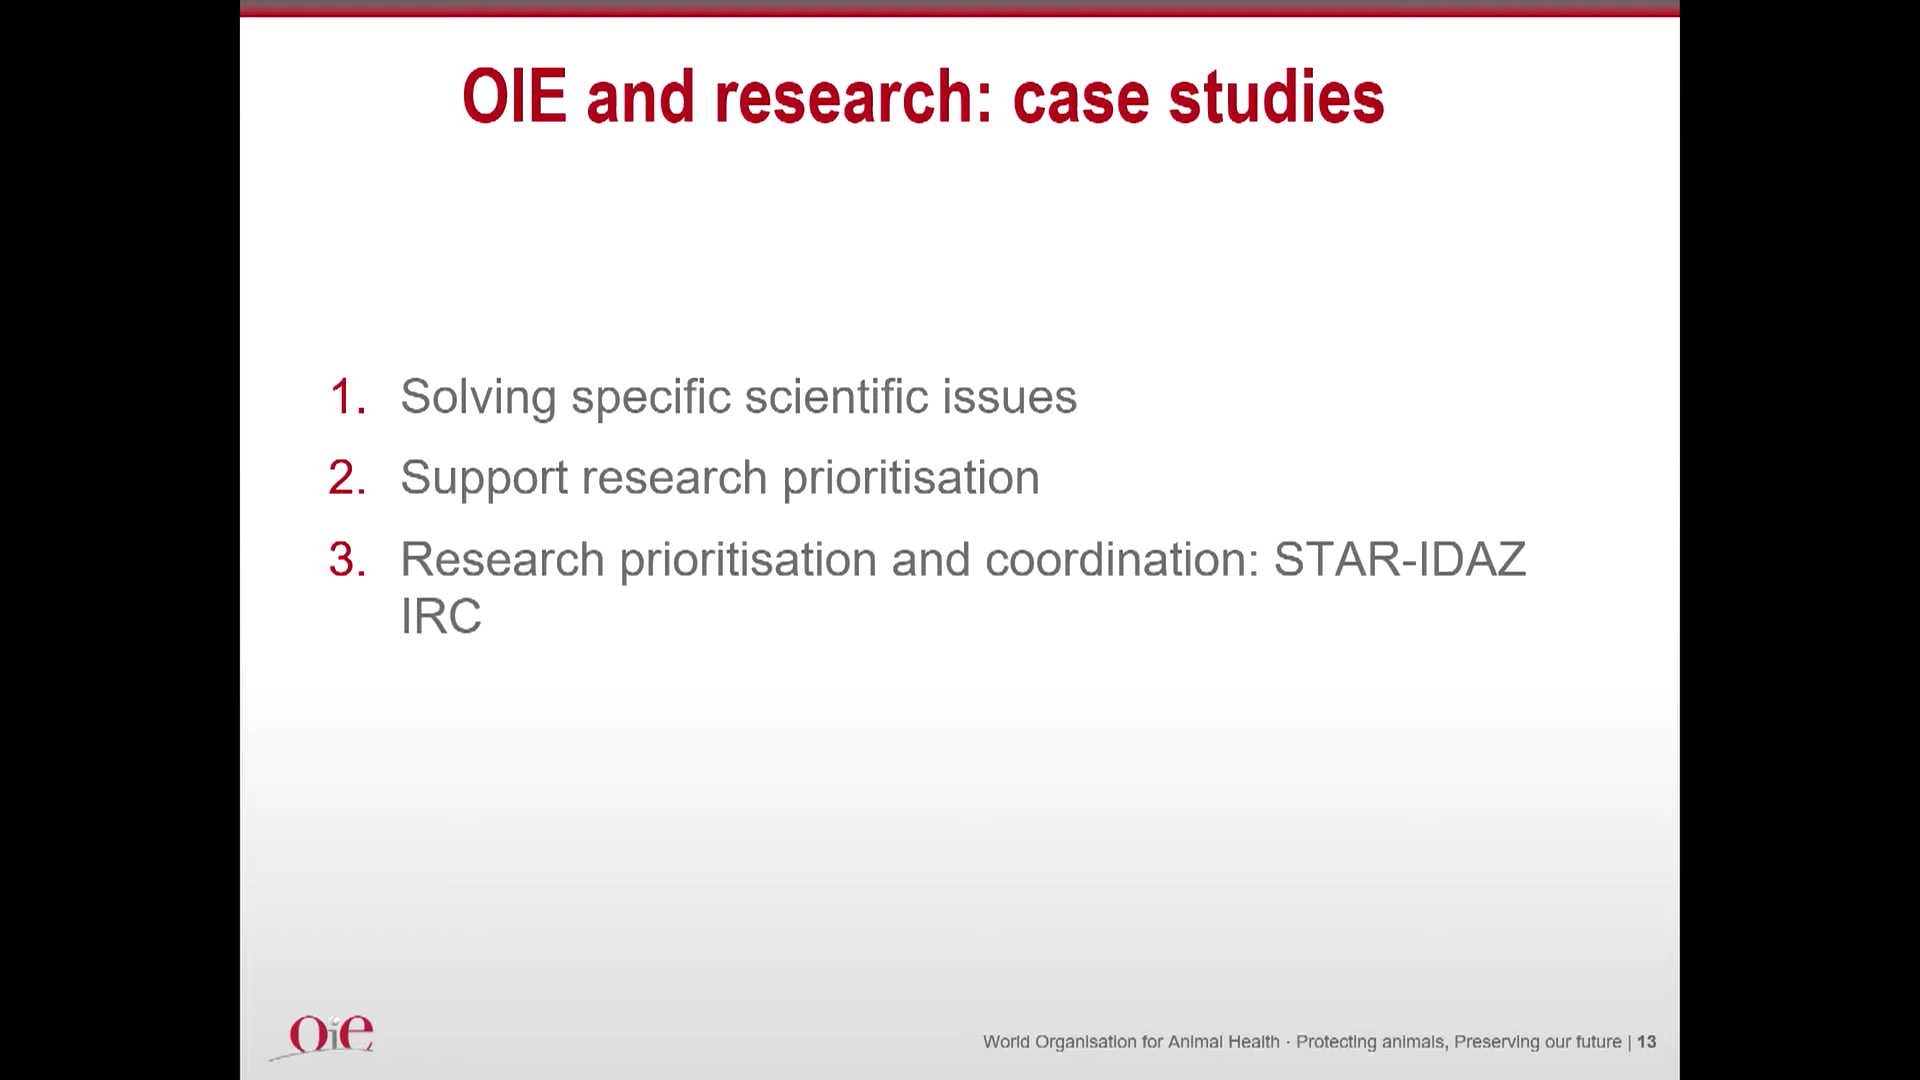 OIE and research: case studies
1. Solving specific scientific issues
2. Support research prioritisation
3. Research prioritisation and coordination: STAR-IDAZ
IRC
Oie
World Organisation for Animal Health · Protecting animals, Preserving our future | 13